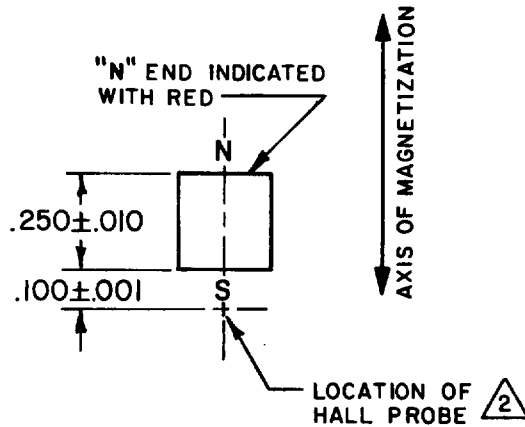 "N" END INDICATED
WITH RED
N
.250±.010
.100±.001
S
AXIS OF MAGNETIZATION
LOCATION OF
HALL PROBE 2